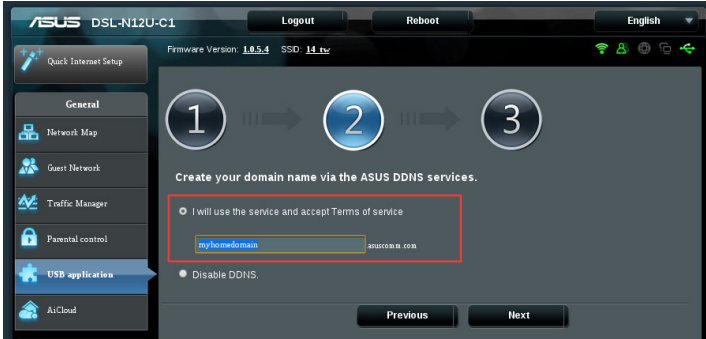 ASUS DSL-N12U-C1 Logout Reboot English
Quick Internet Setup
Firmware Version: 1.0.5.4 SSID: 14_tw
General
Network Map
Guest Network
Traffic Manager
Parental control
USB application
AiCloud
1 2 3
Create your domain name via the ASUS DDNS services.
I will use the service and accept Terms of service
myhomedomain .asuscomm.com
Disable DDNS.
Previous Next